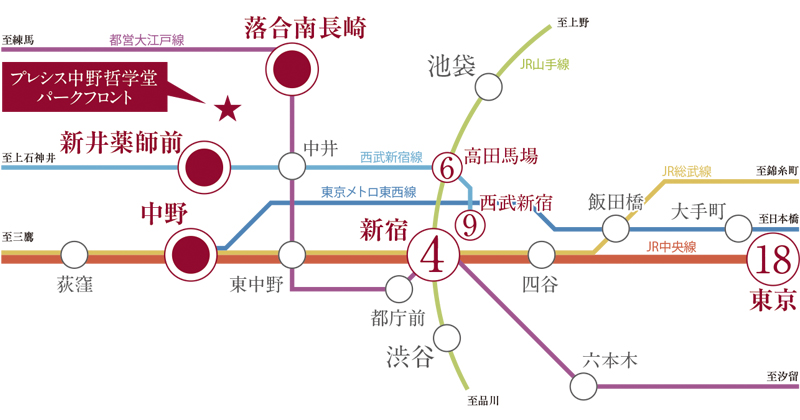 至上野
落合南長崎
至練馬
都営大江戸線
池袋
JR山手線
プレシス中野哲学堂
パークフロント
新井薬師前
中井
西武新宿線
高田馬場
6
至上石神井
JR総武線
至錦糸町
東京メトロ東西線
西武新宿
9
中野
新宿
飯田橋
大手町
至日本橋
至三鷹
4
JR中央線
18
荻窪
東中野
四谷
東京
都庁前
渋谷
六本木
至汐留
至品川